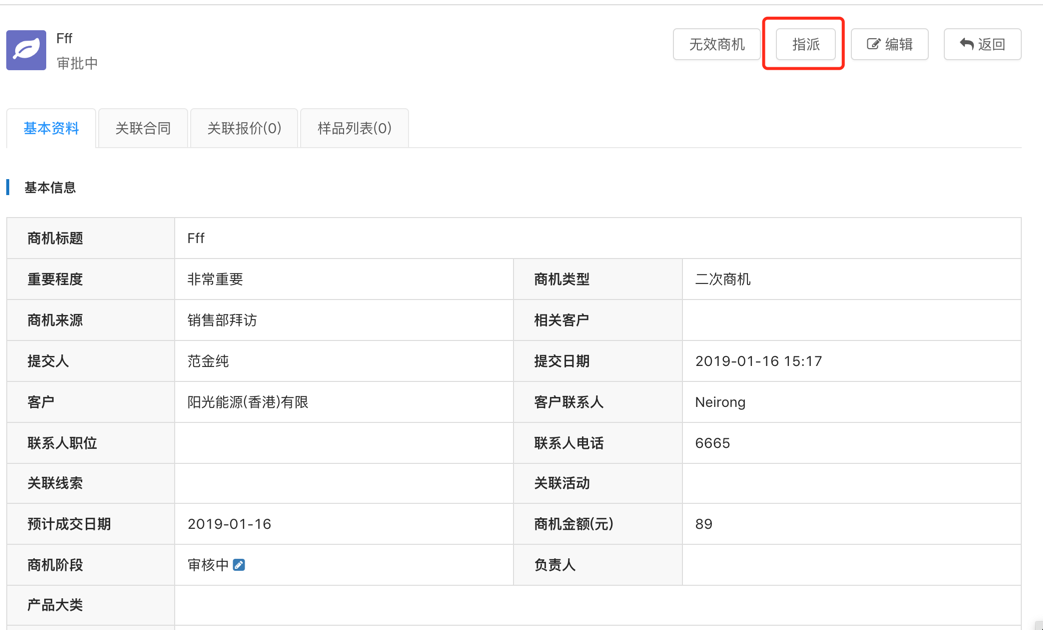 Fff
审批中
无效商机 指派 编辑 返回
基本资料 关联合同 关联报价(0) 样品列表(0)
基本信息
商机标题 Fff
重要程度 非常重要 商机类型 二次商机
商机来源 销售部拜访 相关客户
提交人 范金纯 提交日期 2019-01-16 15:17
客户 阳光能源(香港)有限 客户联系人 Neirong
联系人职位 联系人电话 6665
关联线索 关联活动
预计成交日期 2019-01-16 商机金额(元) 89
商机阶段 审核中 负责人
产品大类